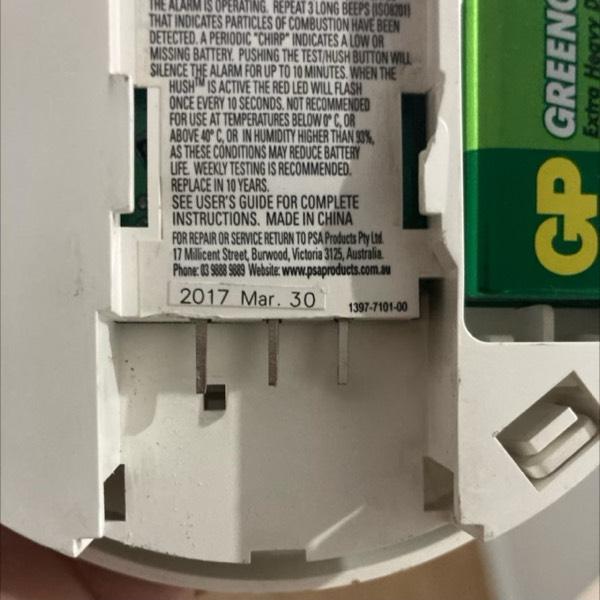 THE ALARM IS OPERATING. REPEAT 3 LONG BEEPS (ISO8201)
THAT INDICATES PARTICLES OF COMBUSTION HAVE BEEN
DETECTED. A PERIODIC "CHIRP" INDICATES A LOW OR
MISSING BATTERY. PUSHING THE TEST/HUSH BUTTON WILL
SILENCE THE ALARM FOR UP TO 10 MINUTES. WHEN THE
HUSH™ IS ACTIVE THE RED LED WILL FLASH
ONCE EVERY 10 SECONDS. NOT RECOMMENDED
FOR USE AT TEMPERATURES BELOW 0° C, OR
ABOVE 40° C, OR IN HUMIDITY HIGHER THAN 93%,
AS THESE CONDITIONS MAY REDUCE BATTERY
LIFE. WEEKLY TESTING IS RECOMMENDED.
REPLACE IN 10 YEARS.
SEE USER'S GUIDE FOR COMPLETE
INSTRUCTIONS. MADE IN CHINA
FOR REPAIR OR SERVICE RETURN TO PSA Products Pty Ltd.
17 Millicent Street, Burwood, Victoria 3125, Australia.
Phone: 03 9888 9889 Website: www.psaproducts.com.au
2017 Mar. 30
1397-7101-00
GP
Extra Heavy